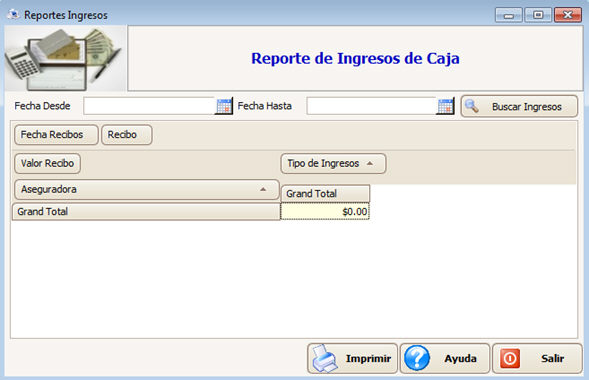 Reportes Ingresos
Reporte de Ingresos de Caja
Fecha Desde Fecha Hasta Buscar Ingresos
Fecha Recibos Recibo
Valor Recibo Tipo de Ingresos
Aseguradora Grand Total
Grand Total $0.00
Imprimir Ayuda Salir